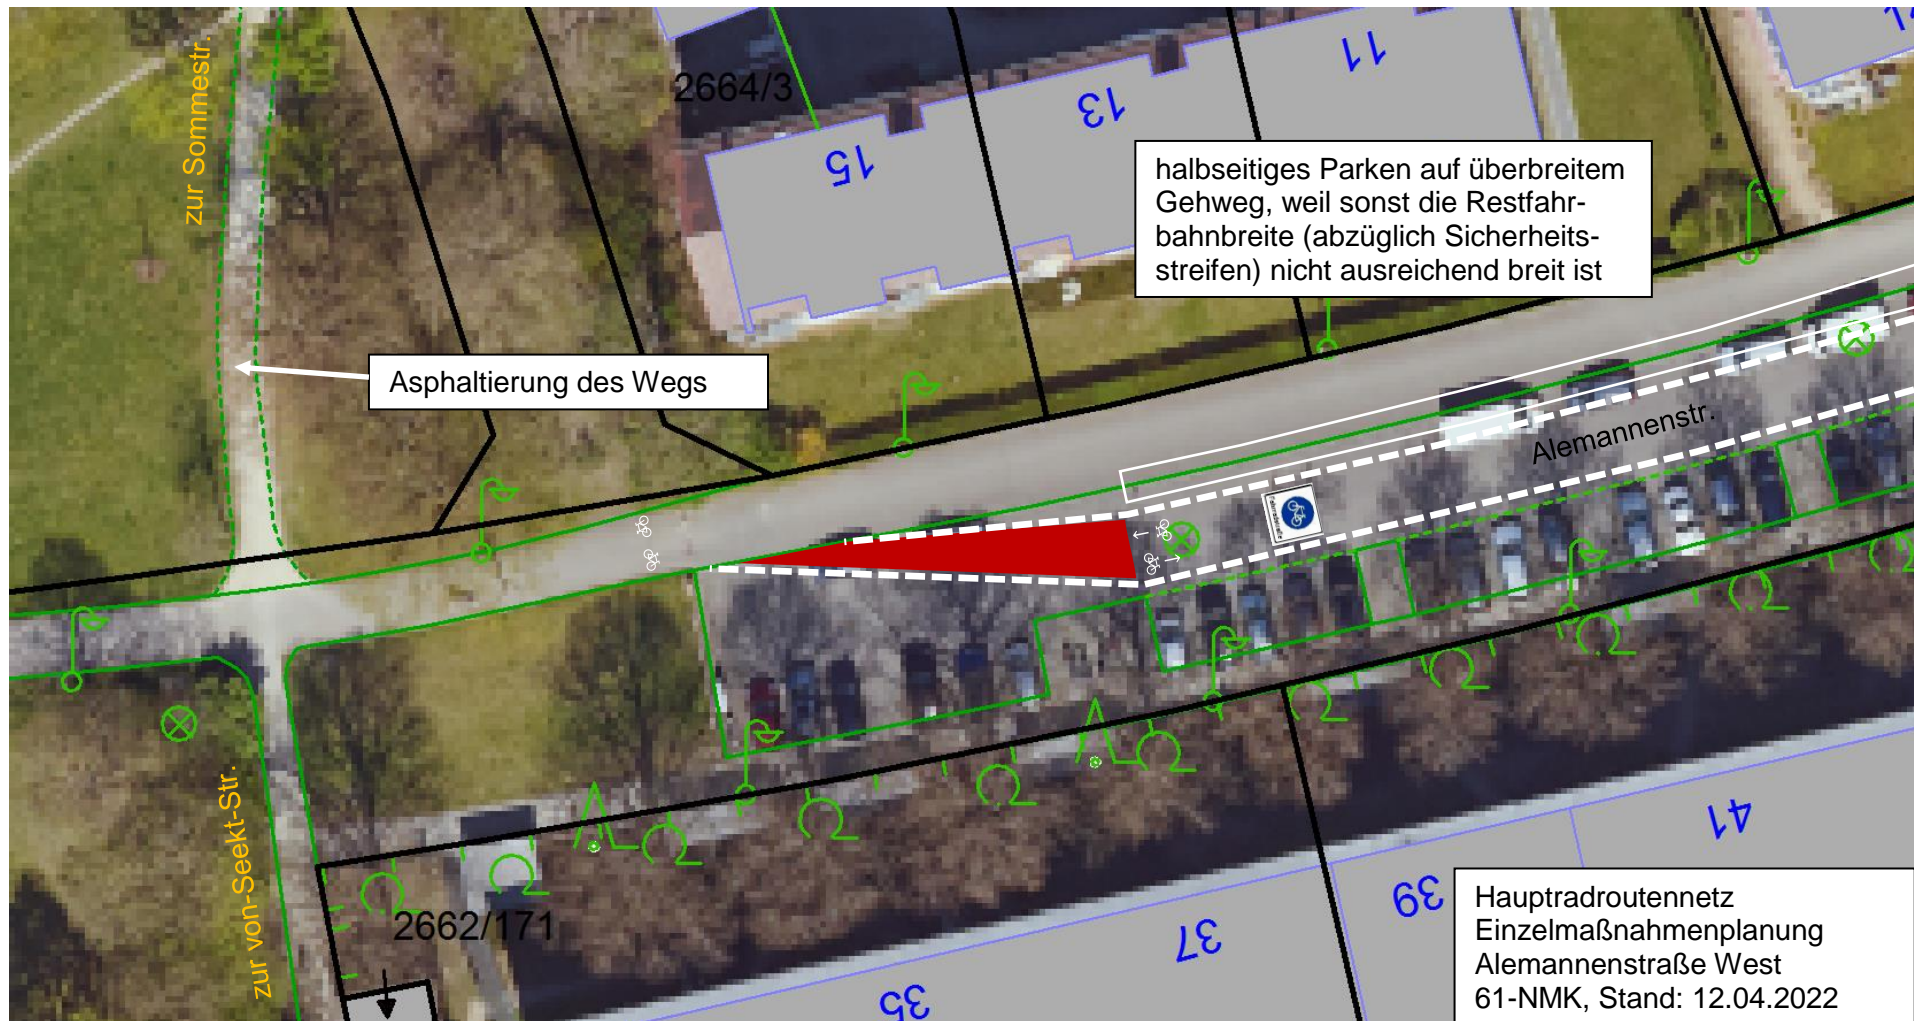 zur Sommestr.
2664/3
15
13
11
halbseitiges Parken auf überbreitem
Gehweg, weil sonst die Restfahr-
bahnbreite (abzüglich Sicherheits-
streifen) nicht ausreichend breit ist
Asphaltierung des Wegs
Alemannenstr.
Fahrradstraße
zur von-Seekt-Str.
2662/171
35
37
39
41
Hauptradroutennetz
Einzelmaßnahmenplanung
Alemannenstraße West
61-NMK, Stand: 12.04.2022